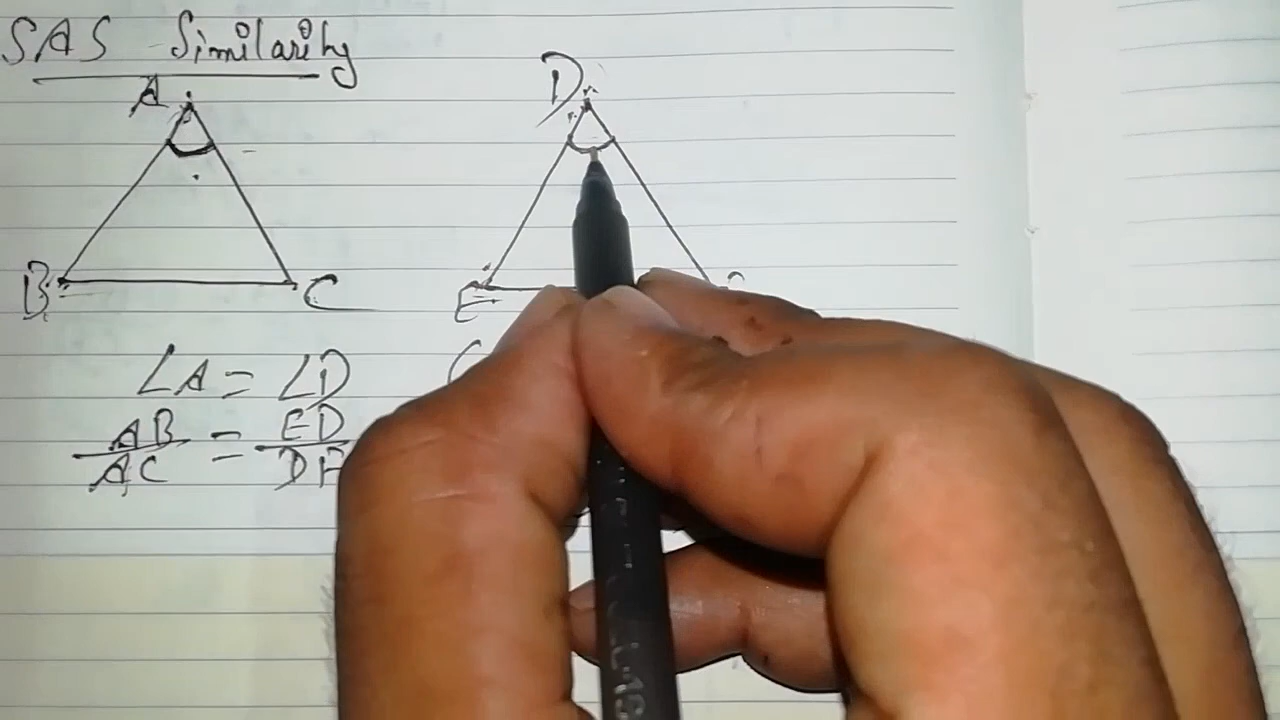 SAS Similarity
A
D
B
C
E
∠A = ∠D
AB/AC = ED/DF